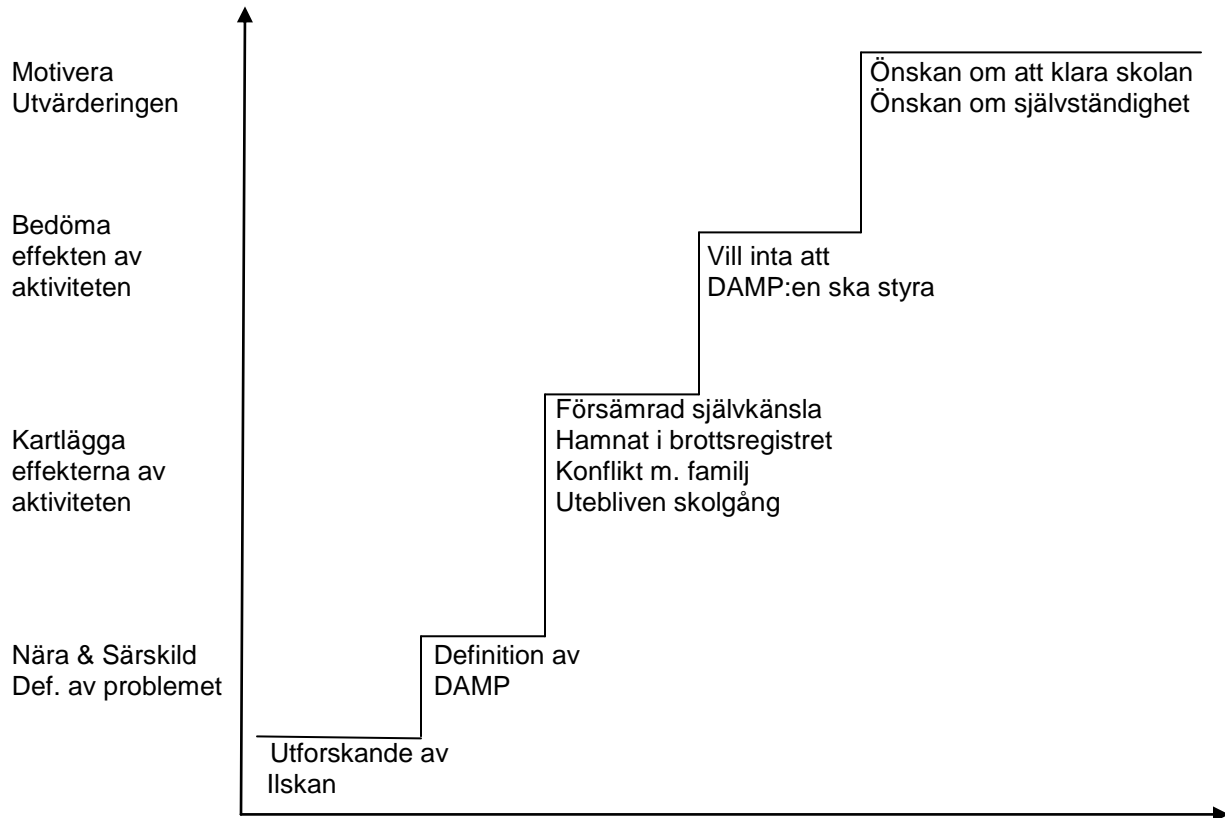 Motivera
Utvärderingen
Önskan om att klara skolan
Önskan om självständighet
Bedöma
effekten av
aktiviteten
Vill inta att
DAMP:en ska styra
Kartlägga
effekterna av
aktiviteten
Försämrad självkänsla
Hamnat i brottsregistret
Konflikt m. familj
Utebliven skolgång
Nära & Särskild
Def. av problemet
Definition av
DAMP
Utforskande av
Ilskan